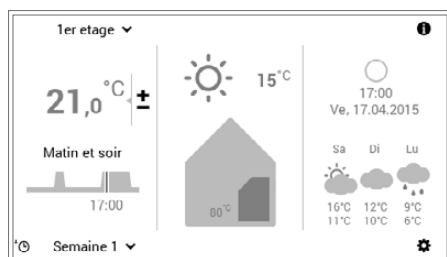 1er etage
21,0 °C ±
Matin et soir
17:00
Semaine 1
15°C
80°C
17:00
Ve, 17.04.2015
Sa Di Lu
16°C 12°C 9°C
11°C 10°C 6°C